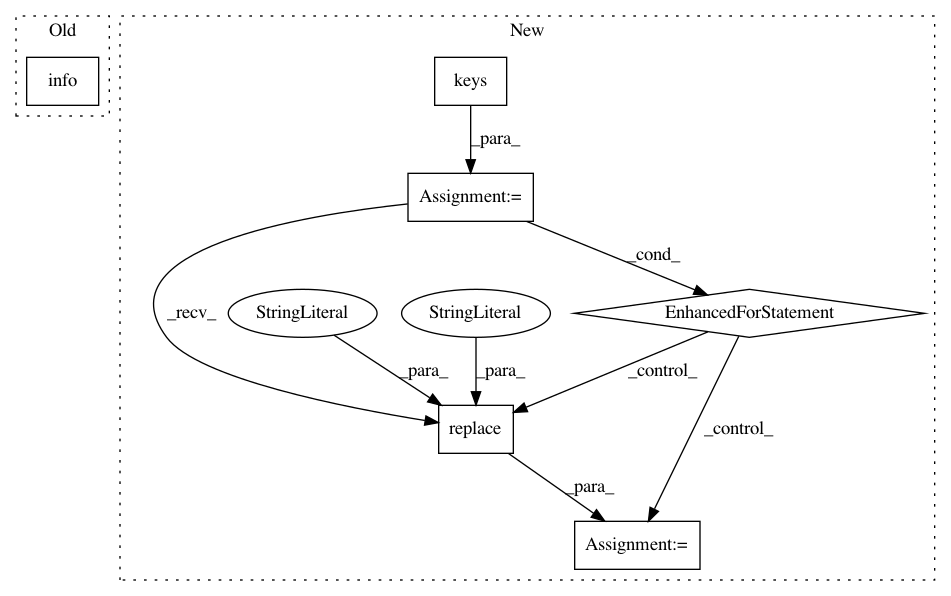 Old
New
info
keys
_para_
Assignment:=
_cond_
_recv_
StringLiteral
StringLiteral
EnhancedForStatement
_para_
_para_
_control_
replace
_control_
_para_
Assignment:=